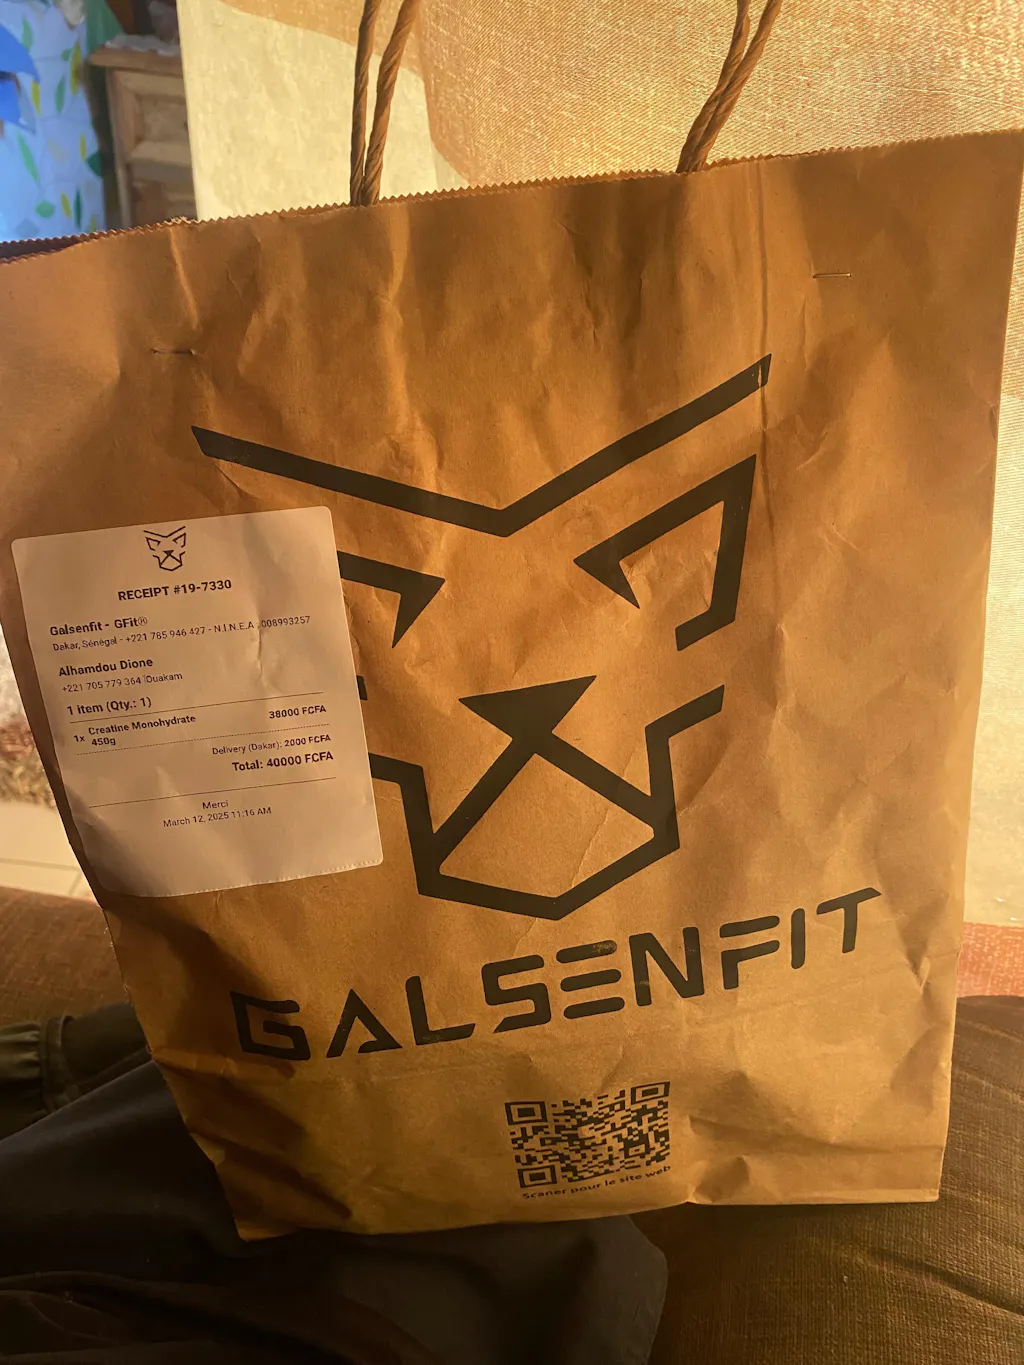 RECEIPT #19-7330
Galsenfit - GFit®
Dakar, Sénégal - +221 785 946 427 - N.I.N.E.A : 008993257
Alhamdou Dione
+221 705 779 364 Ouakam
1 item (Qty.: 1)
1x Creatine Monohydrate 38000 FCFA
450g
Delivery (Dakar): 2000 FCFA
Total: 40000 FCFA
Merci
March 12, 2025 11:16 AM
GALSENFIT
Scaner pour le site web